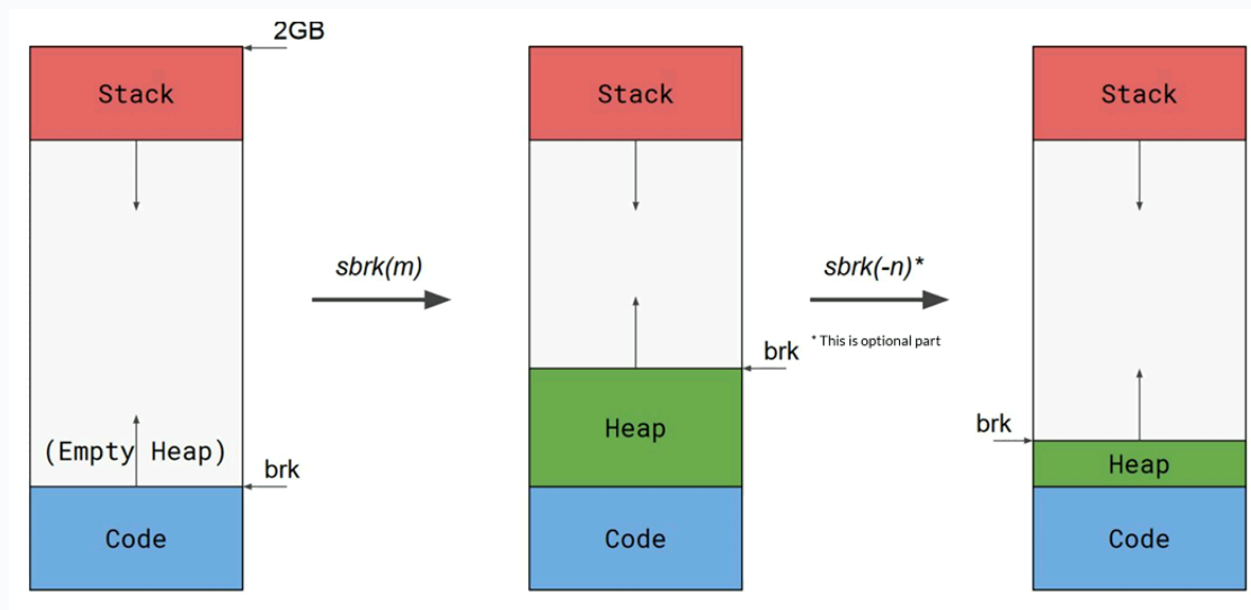 2GB
Stack
(Empty Heap)
brk
Code
sbrk(m)
Stack
brk
Heap
Code
sbrk(-n)*
* This is optional part
Stack
brk
Heap
Code